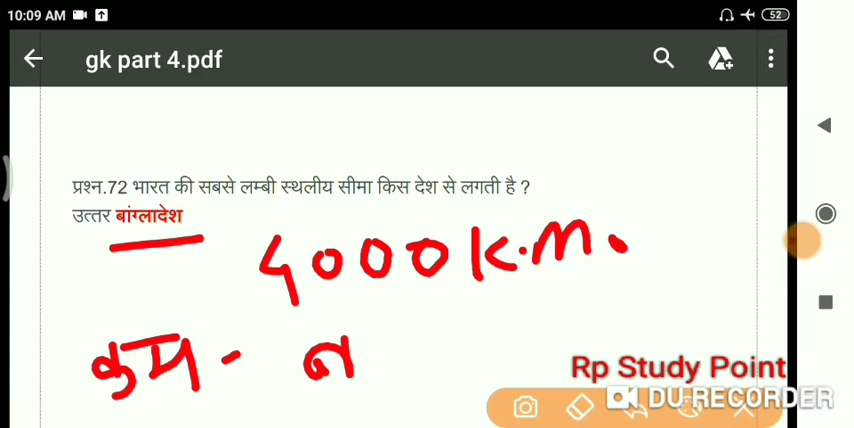 10:09 AM 52
gk part 4.pdf
प्रश्न.72 भारत की सबसे लम्बी स्थलीय सीमा किस देश से लगती है ?
उत्तर बांग्लादेश
4000 K.M.
कम -
Rp Study Point
DU RECORDER